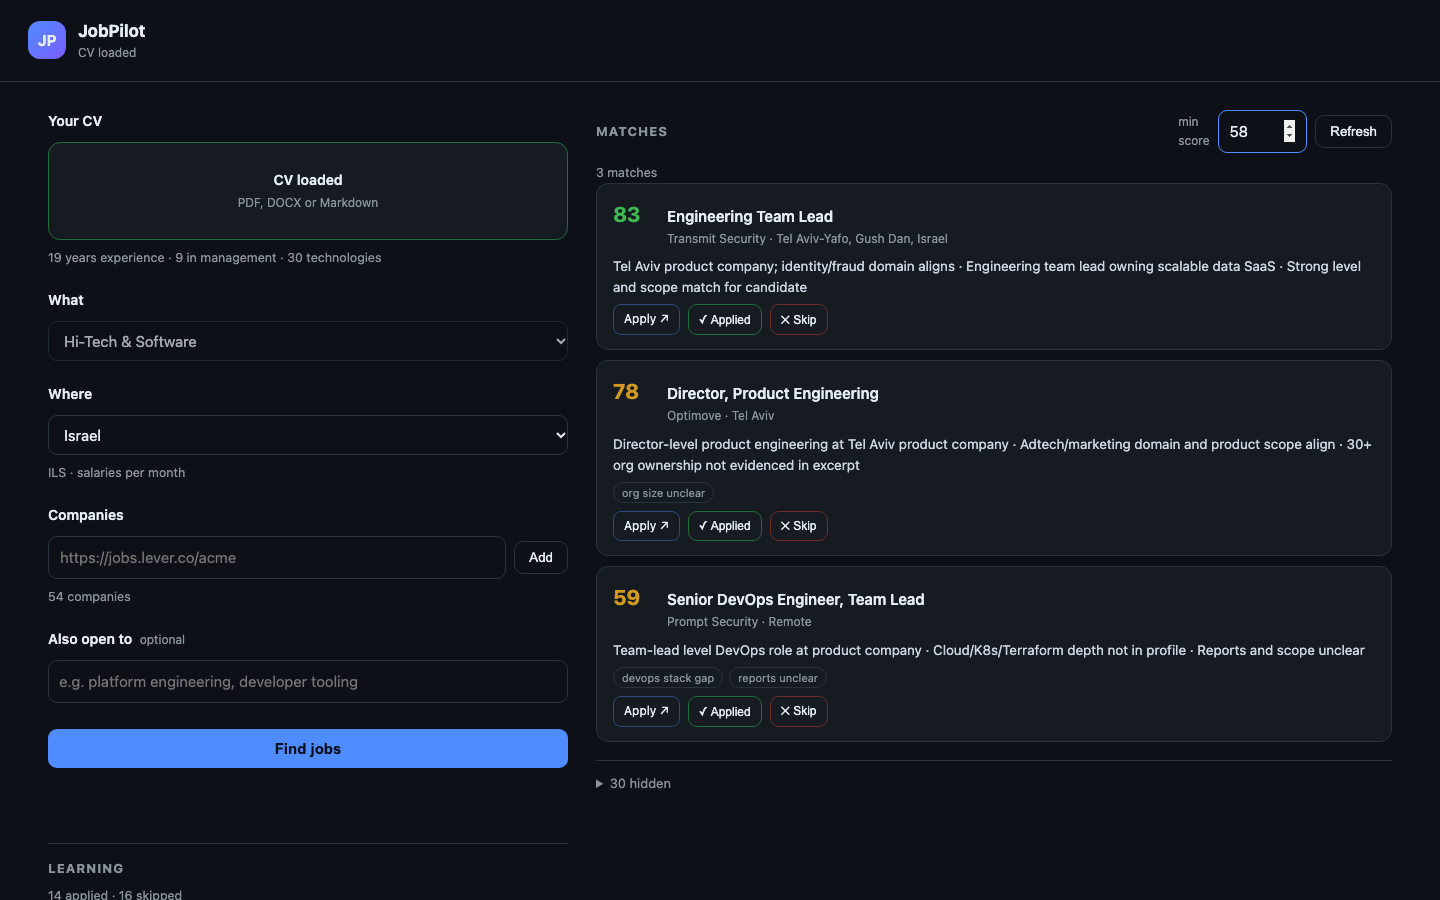 JP
JobPilot
CV loaded
Your CV
CV loaded
PDF, DOCX or Markdown
19 years experience · 9 in management · 30 technologies
What
Hi-Tech & Software
Where
Israel
ILS · salaries per month
Companies
https://jobs.lever.co/acme
Add
54 companies
Also open to optional
e.g. platform engineering, developer tooling
Find jobs
LEARNING
14 applied · 16 skipped
MATCHES
min
score
58
Refresh
3 matches
83
Engineering Team Lead
Transmit Security · Tel Aviv-Yafo, Gush Dan, Israel
Tel Aviv product company; identity/fraud domain aligns · Engineering team lead owning scalable data SaaS · Strong level
and scope match for candidate
Apply ↗ ✓ Applied ✕ Skip
78
Director, Product Engineering
Optimove · Tel Aviv
Director-level product engineering at Tel Aviv product company · Adtech/marketing domain and product scope align · 30+
org ownership not evidenced in excerpt
org size unclear
Apply ↗ ✓ Applied ✕ Skip
59
Senior DevOps Engineer, Team Lead
Prompt Security · Remote
Team-lead level DevOps role at product company · Cloud/K8s/Terraform depth not in profile · Reports and scope unclear
devops stack gap reports unclear
Apply ↗ ✓ Applied ✕ Skip
▶ 30 hidden